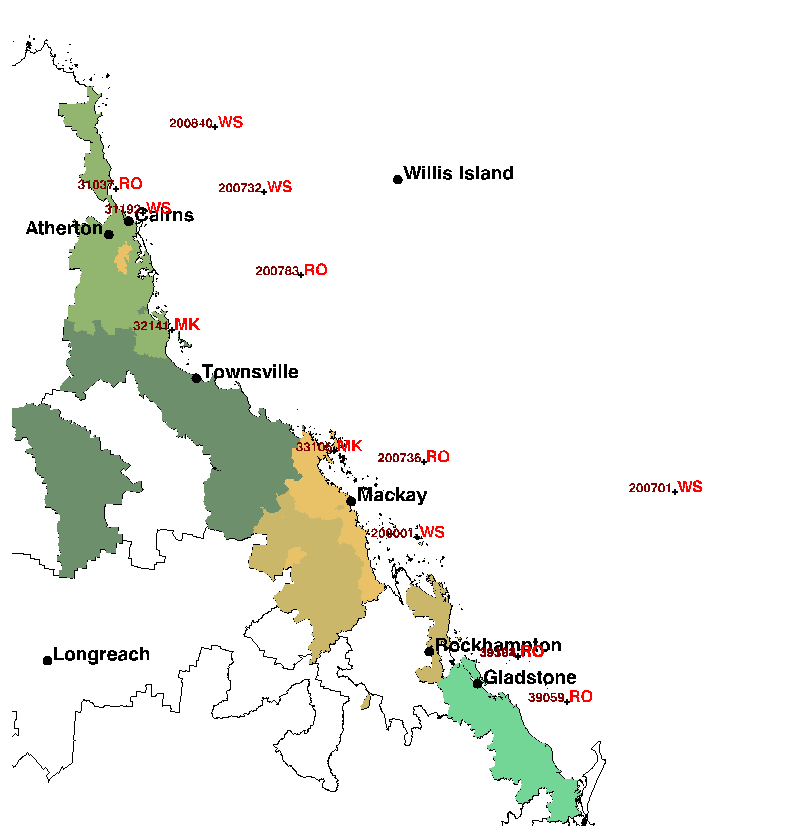 200840 WS
Willis Island
31037 RO
200732 WS
31192 WS
Cairns
Atherton
200783 RO
32141 MK
Townsville
33106 MK
200736 RO
200701 WS
Mackay
200001 WS
Rockhampton
RO
Longreach
Gladstone
39059 RO